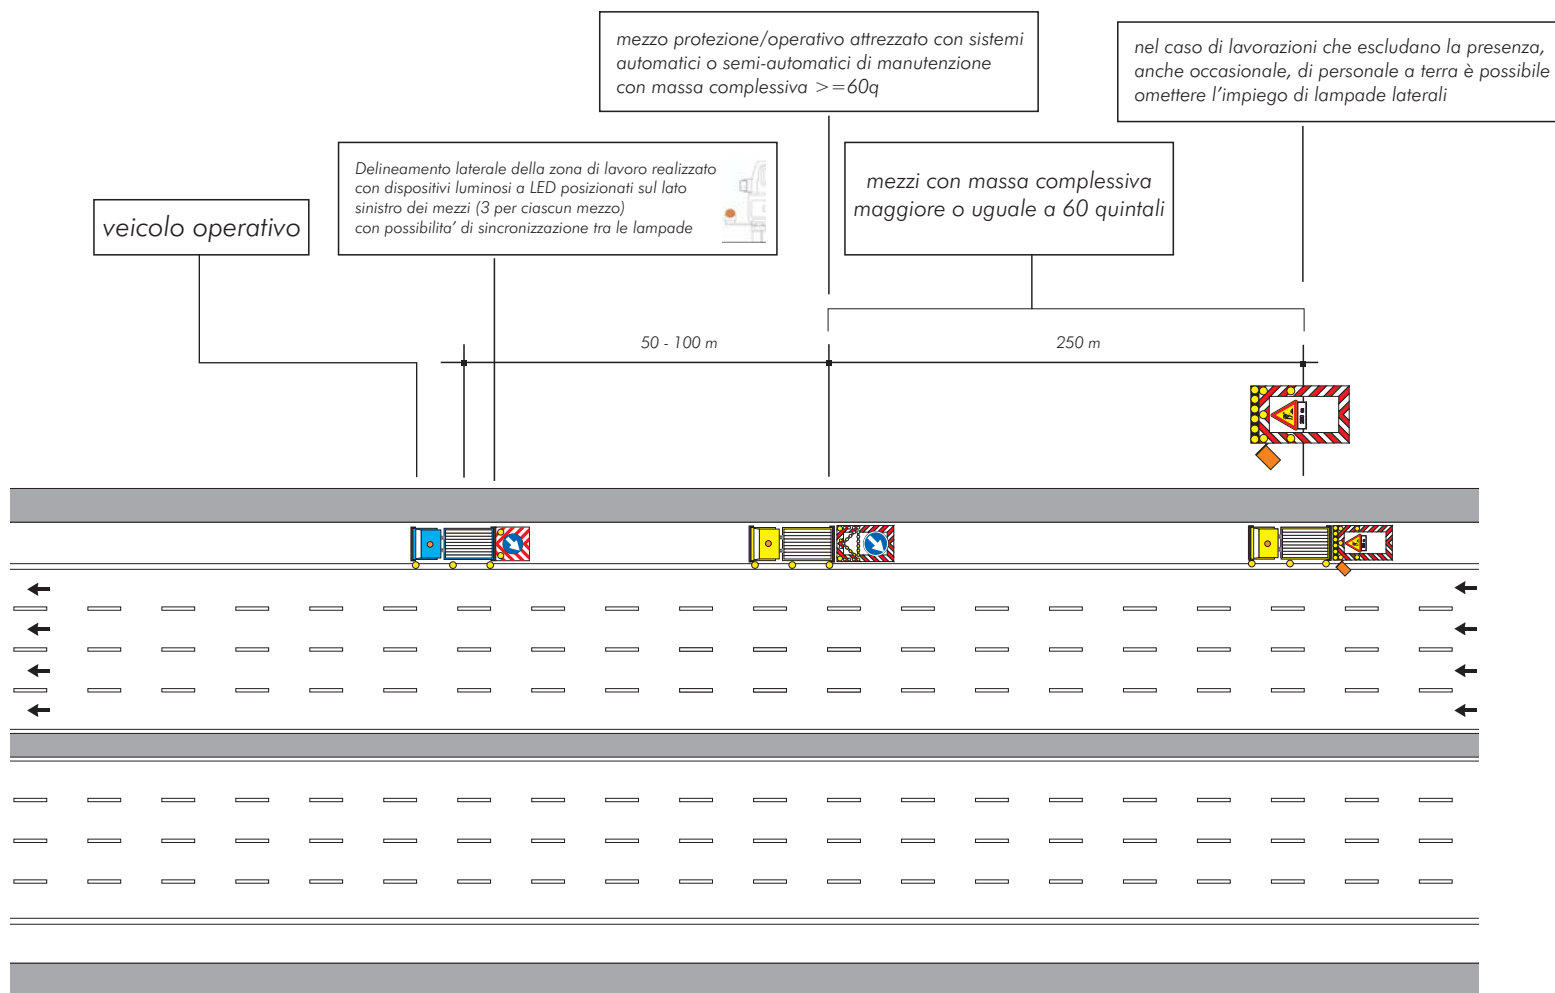 mezzo protezione/operativo attrezzato con sistemi
automatici o semi-automatici di manutenzione
con massa complessiva >=60q
nel caso di lavorazioni che escludano la presenza,
anche occasionale, di personale a terra è possibile
omettere l'impiego di lampade laterali
Delineamento laterale della zona di lavoro realizzato
con dispositivi luminosi a LED posizionati sul lato
sinistro dei mezzi (3 per ciascun mezzo)
con possibilita' di sincronizzazione tra le lampade
mezzi con massa complessiva
maggiore o uguale a 60 quintali
veicolo operativo
50 - 100 m
250 m